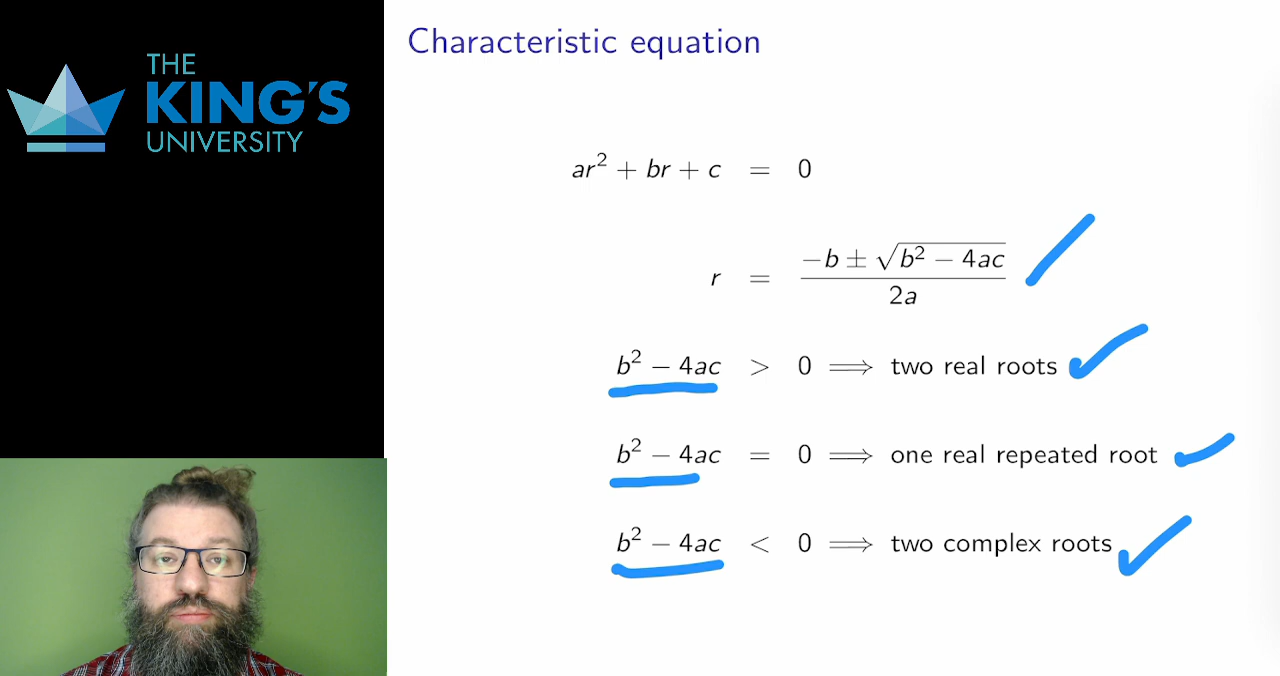 THE
KING'S
UNIVERSITY
Characteristic equation
ar² + br + c = 0
r = (−b ± √(b² − 4ac)) / 2a
b² − 4ac > 0 ⟹ two real roots
b² − 4ac = 0 ⟹ one real repeated root
b² − 4ac < 0 ⟹ two complex roots